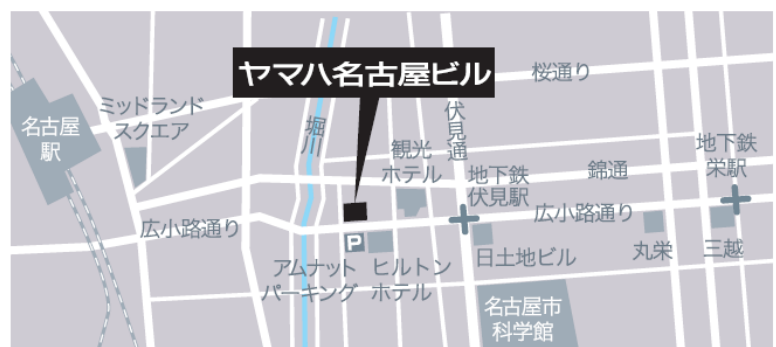 ヤマハ名古屋ビル
桜通り
ミッドランド
スクエア
名古屋
駅
堀川
伏見通
観光
ホテル
地下鉄
伏見駅
錦通
地下鉄
栄駅
広小路通り
広小路通り
P
アムナット
パーキング
ヒルトン
ホテル
日土地ビル
丸栄
三越
名古屋市
科学館